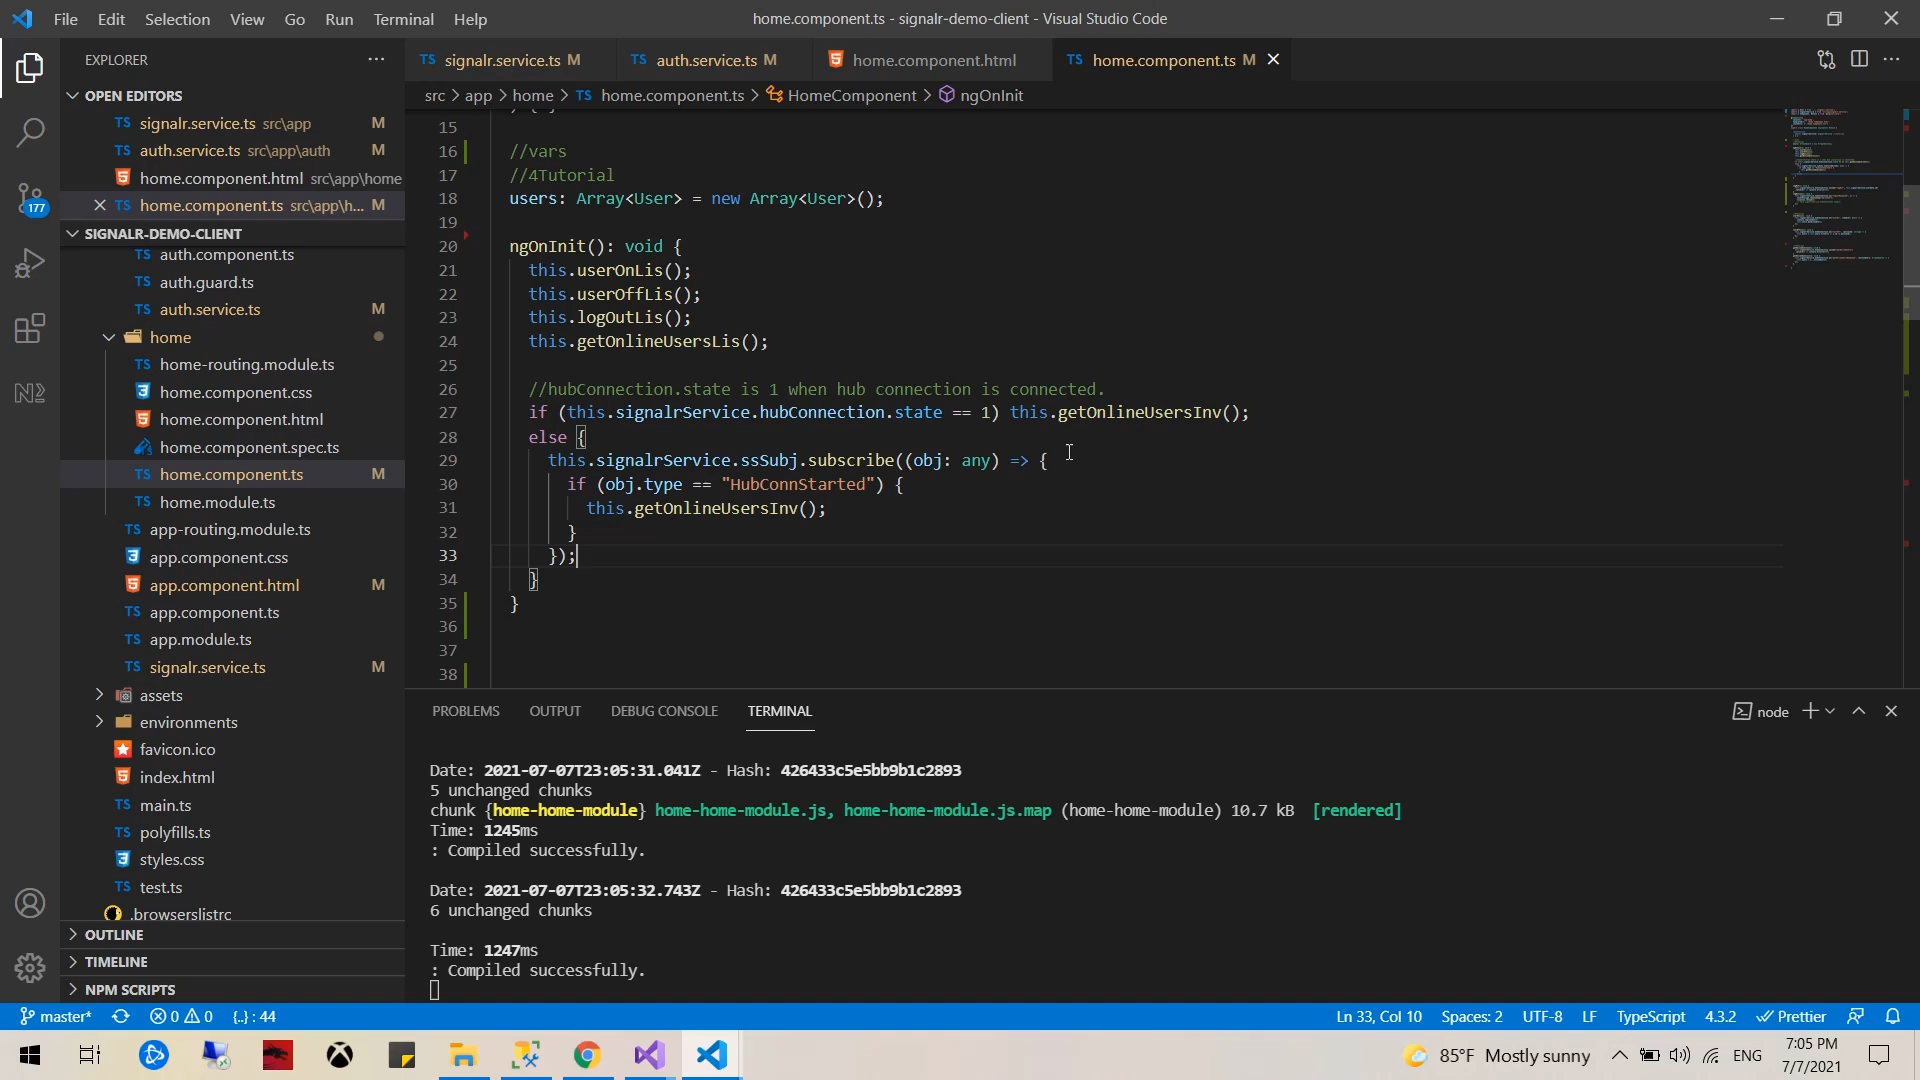 File Edit Selection View Go Run Terminal Help
home.component.ts - signalr-demo-client - Visual Studio Code
EXPLORER
OPEN EDITORS
TS signalr.service.ts src\app M
TS auth.service.ts src\app\auth M
home.component.html src\app\home
TS home.component.ts src\app\h... M
SIGNALR-DEMO-CLIENT
TS auth.component.ts
TS auth.guard.ts
TS auth.service.ts M
home
TS home-routing.module.ts
home.component.css
home.component.html
home.component.spec.ts
TS home.component.ts M
TS home.module.ts
TS app-routing.module.ts
app.component.css
app.component.html M
TS app.component.ts
TS app.module.ts
TS signalr.service.ts M
assets
environments
favicon.ico
index.html
TS main.ts
TS polyfills.ts
styles.css
TS test.ts
.browserslistrc
OUTLINE
TIMELINE
NPM SCRIPTS
177
TS signalr.service.ts M
TS auth.service.ts M
home.component.html
TS home.component.ts M
src > app > home > TS home.component.ts > HomeComponent > ngOnInit
15
16 //vars
17 //4Tutorial
18 users: Array<User> = new Array<User>();
19
20 ngOnInit(): void {
21 this.userOnLis();
22 this.userOffLis();
23 this.logOutLis();
24 this.getOnlineUsersLis();
25
26 //hubConnection.state is 1 when hub connection is connected.
27 if (this.signalrService.hubConnection.state == 1) this.getOnlineUsersInv();
28 else {
29 this.signalrService.ssSubj.subscribe((obj: any) => {
30 if (obj.type == "HubConnStarted") {
31 this.getOnlineUsersInv();
32 }
33 });
34 }
35 }
36
37
38
PROBLEMS OUTPUT DEBUG CONSOLE TERMINAL
node
Date: 2021-07-07T23:05:31.041Z - Hash: 426433c5e5bb9b1c2893
5 unchanged chunks
chunk {home-home-module} home-home-module.js, home-home-module.js.map (home-home-module) 10.7 kB [rendered]
Time: 1245ms
: Compiled successfully.
Date: 2021-07-07T23:05:32.743Z - Hash: 426433c5e5bb9b1c2893
6 unchanged chunks
Time: 1247ms
: Compiled successfully.
master* 0 0 {..} : 44
Ln 33, Col 10 Spaces: 2 UTF-8 LF TypeScript 4.3.2 Prettier
85°F Mostly sunny ENG
7:05 PM
7/7/2021